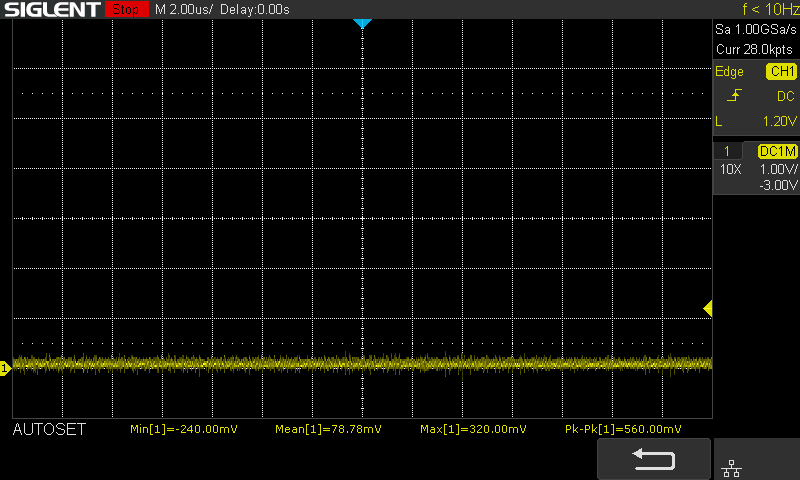 SIGLENT Stop M 2.00us/ Delay:0.00s f < 10Hz
Sa 1.00GSa/s
Curr 28.0kpts
Edge CH1
DC
L 1.20V
1 DC1M
10X 1.00V/
-3.00V
1
AUTOSET Min[1]=-240.00mV Mean[1]=78.78mV Max[1]=320.00mV Pk-Pk[1]=560.00mV